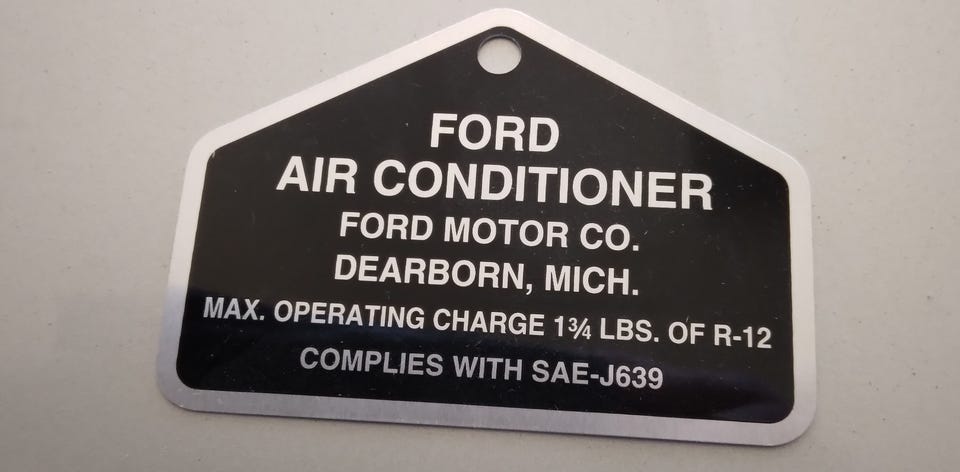 FORD
AIR CONDITIONER
FORD MOTOR CO.
DEARBORN, MICH.
MAX. OPERATING CHARGE 1¾ LBS. OF R-12
COMPLIES WITH SAE-J639